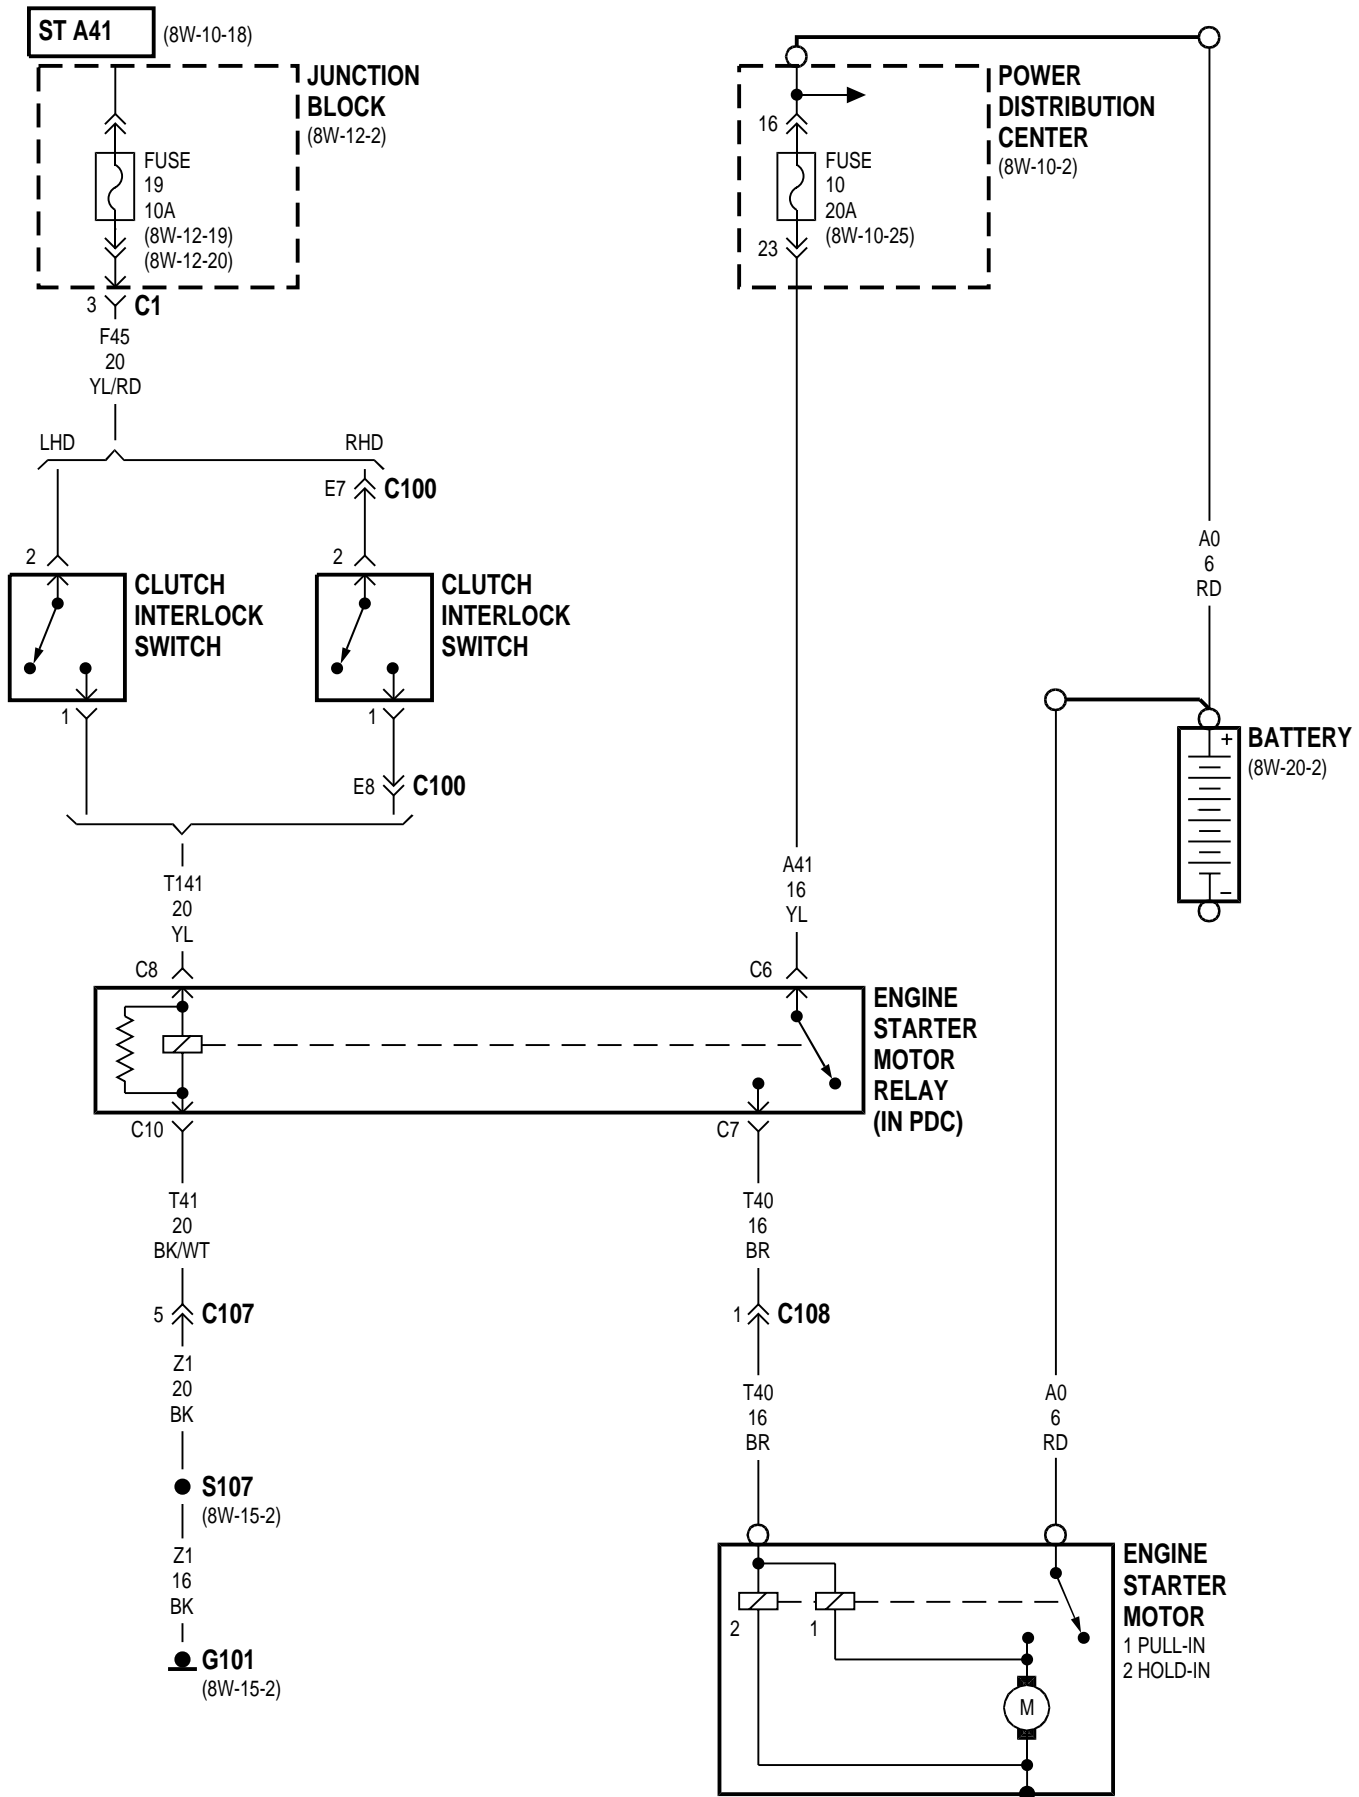 ST A41
(8W-10-18)
JUNCTION
BLOCK
(8W-12-2)
FUSE
19
10A
(8W-12-19)
(8W-12-20)
3
C1
F45
20
YL/RD
LHD
RHD
E7
C100
2
CLUTCH
INTERLOCK
SWITCH
1
2
CLUTCH
INTERLOCK
SWITCH
1
E8
C100
T141
20
YL
POWER
DISTRIBUTION
CENTER
(8W-10-2)
16
FUSE
10
20A
(8W-10-25)
23
A0
6
RD
BATTERY
(8W-20-2)
+
–
A41
16
YL
C8
C6
ENGINE
STARTER
MOTOR
RELAY
(IN PDC)
C10
C7
T41
20
BK/WT
5
C107
Z1
20
BK
S107
(8W-15-2)
Z1
16
BK
G101
(8W-15-2)
T40
16
BR
1
C108
T40
16
BR
A0
6
RD
ENGINE
STARTER
MOTOR
1 PULL-IN
2 HOLD-IN
2
1
M